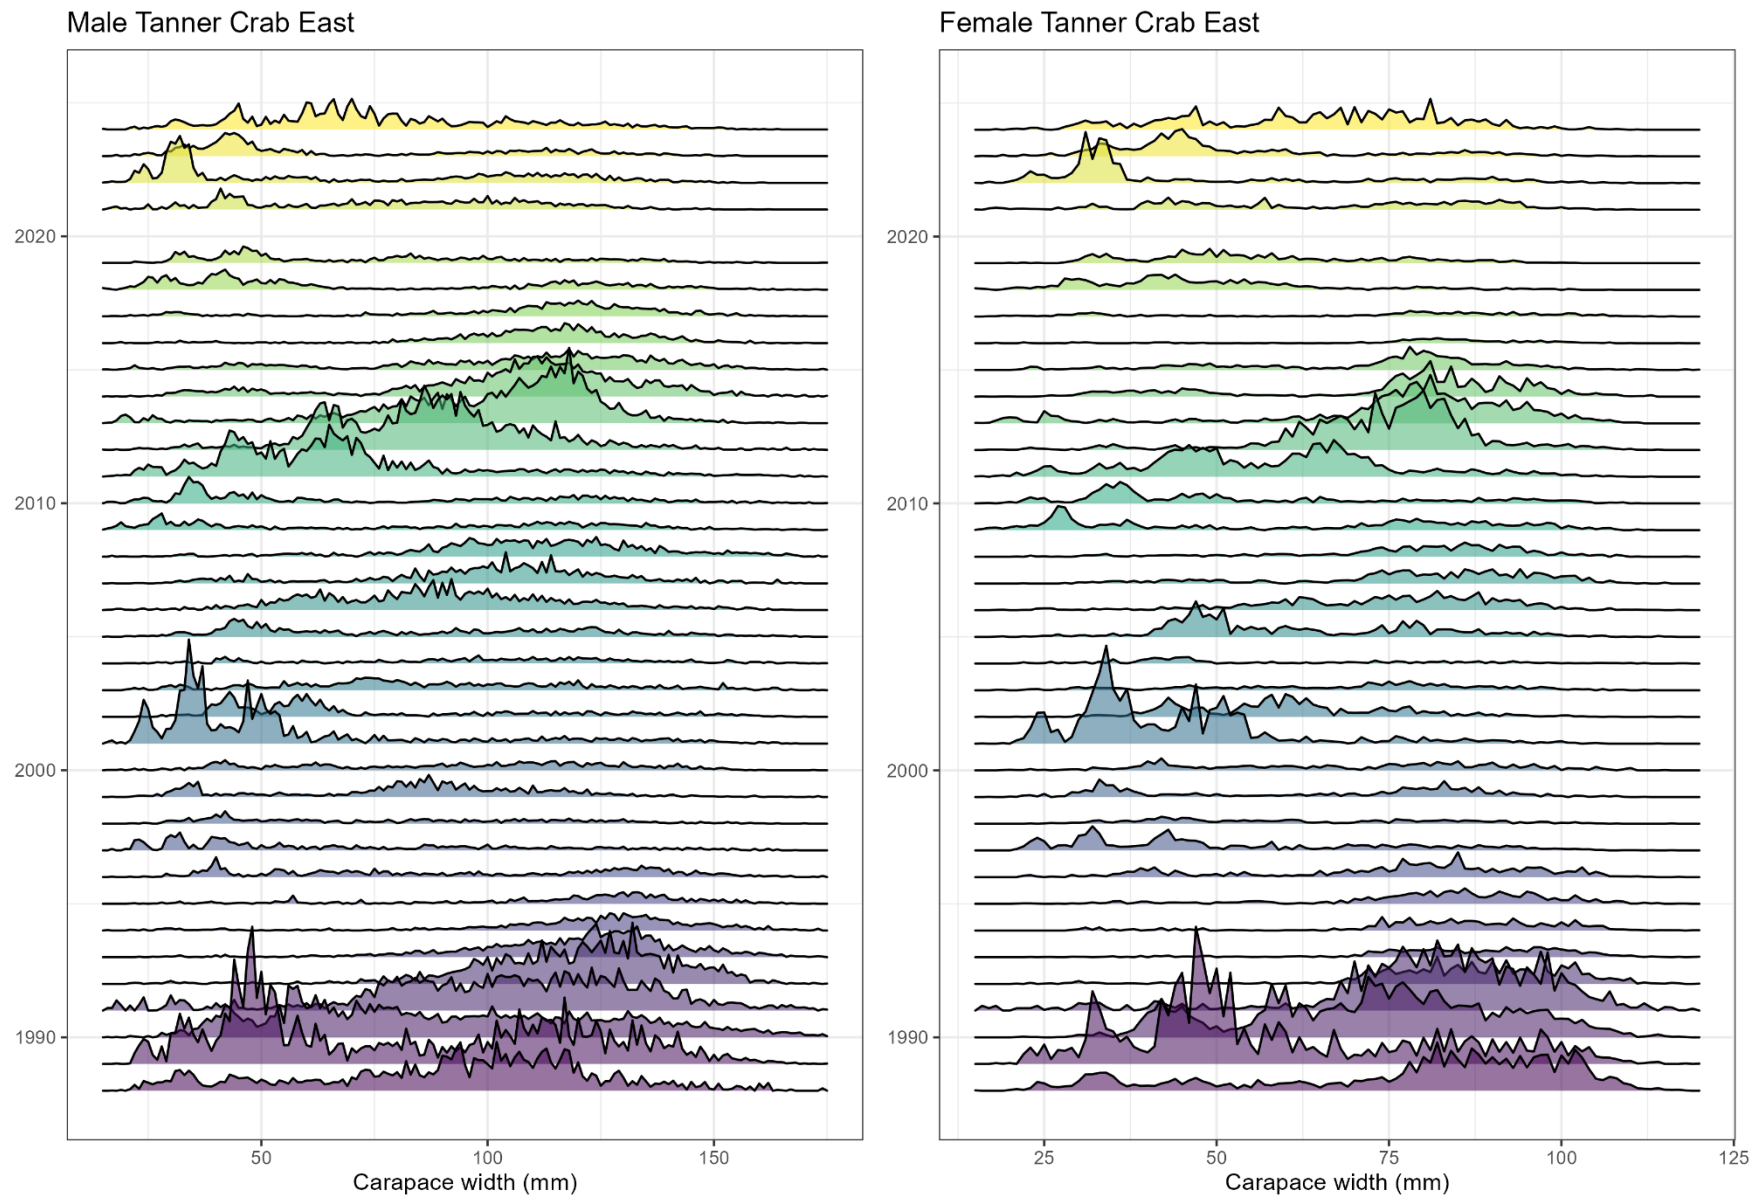 Male Tanner Crab East
2020
2010
2000
1990
50 100 150
Carapace width (mm)
Female Tanner Crab East
2020
2010
2000
1990
25 50 75 100 125
Carapace width (mm)